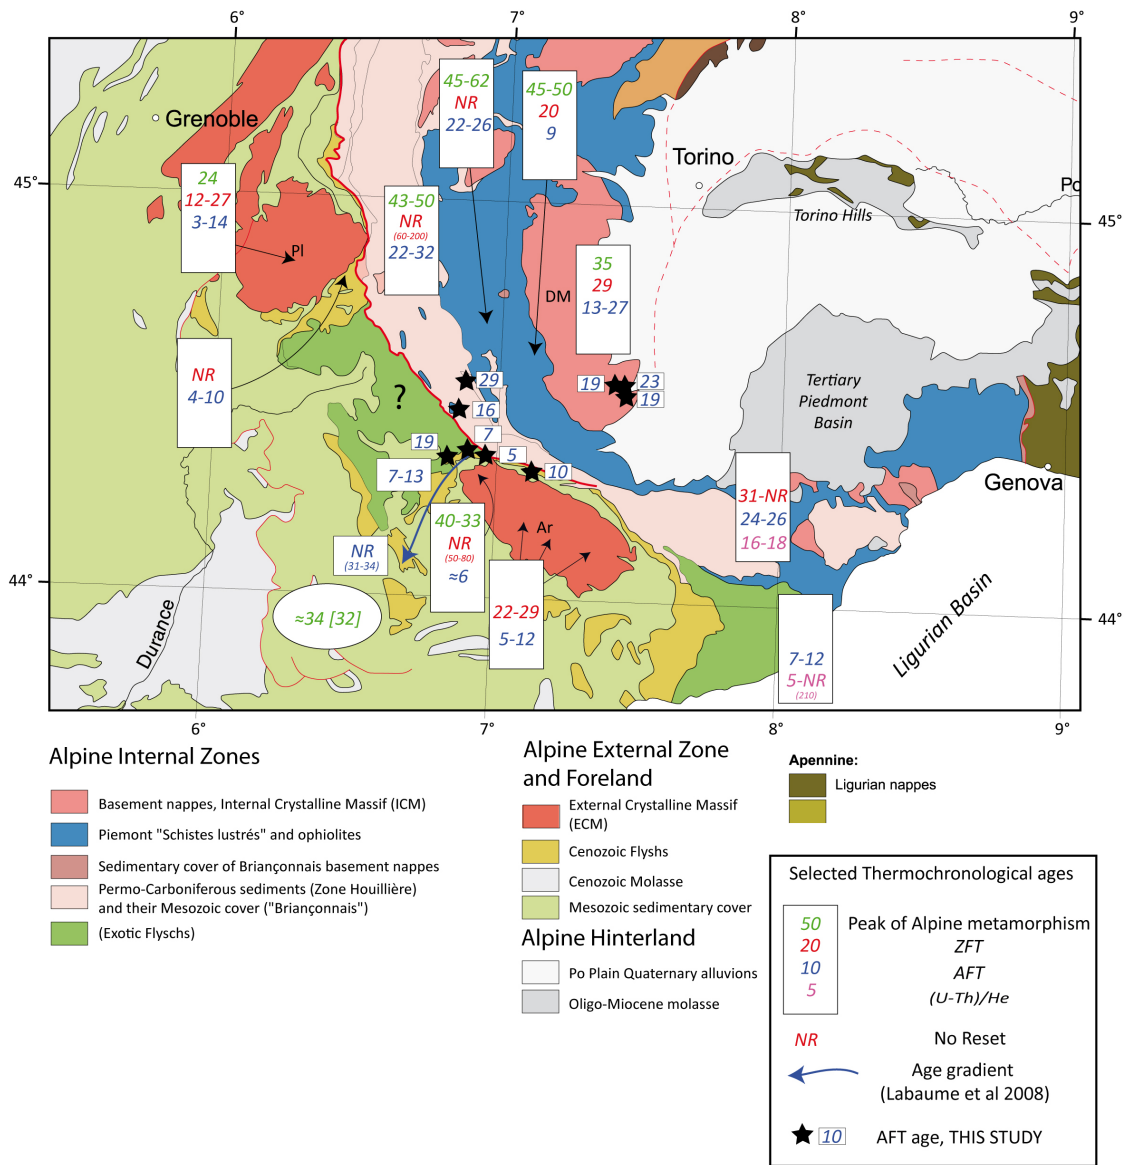 6°
7°
8°
9°
Grenoble
45-62
NR
22-26
45-50
20
9
Torino
45°
24
12-27
3-14
Po
43-50
NR
(60-200)
22-32
Torino Hills
45°
Pl
35
29
13-27
DM
NR
4-10
29
19
23
19
16
?
Tertiary
Piedmont
Basin
7
19
5
10
7-13
Genova
31-NR
24-26
16-18
40-33
NR
(50-80)
≈6
Ar
NR
(31-34)
44°
22-29
5-12
≈34 [32]
44°
Durance
Ligurian Basin
7-12
5-NR
(210)
6°
7°
8°
9°
Alpine Internal Zones
Basement nappes, Internal Crystalline Massif (ICM)
Piemont "Schistes lustrés" and ophiolites
Sedimentary cover of Briançonnais basement nappes
Permo-Carboniferous sediments (Zone Houillière)
and their Mesozoic cover ("Briançonnais")
(Exotic Flyschs)
Alpine External Zone
and Foreland
External Crystalline Massif
(ECM)
Cenozoic Flyshs
Cenozoic Molasse
Mesozoic sedimentary cover
Alpine Hinterland
Po Plain Quaternary alluvions
Oligo-Miocene molasse
Apennine:
Ligurian nappes
Selected Thermochronological ages
50 Peak of Alpine metamorphism
20 ZFT
10 AFT
5 (U-Th)/He
NR No Reset
Age gradient
(Labaume et al 2008)
10 AFT age, THIS STUDY